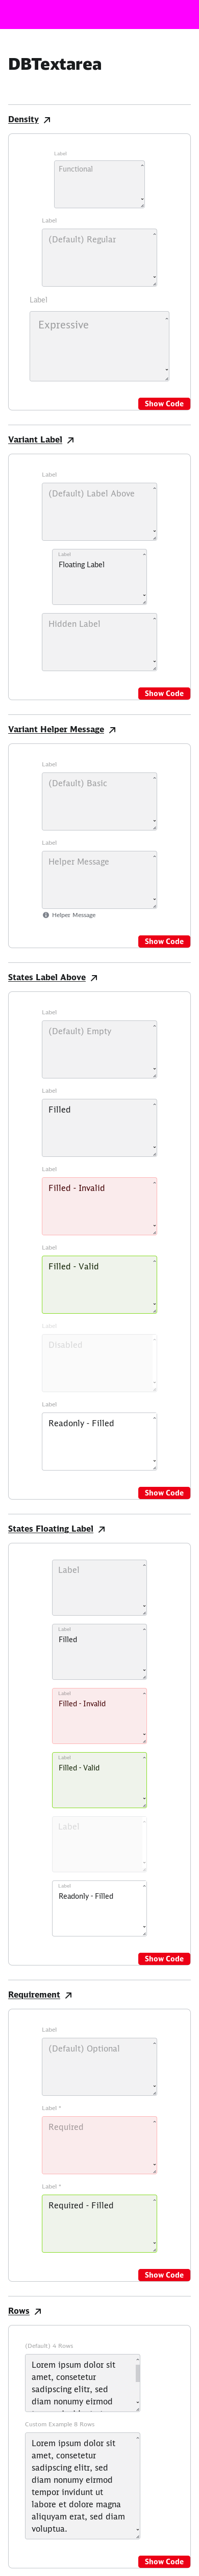 DBTextarea
Density
Label
Functional
Label
(Default) Regular
Label
Expressive
Show Code
Variant Label
Label
(Default) Label Above
Label
Floating Label
Hidden Label
Show Code
Variant Helper Message
Label
(Default) Basic
Label
Helper Message
Helper Message
Show Code
States Label Above
Label
(Default) Empty
Label
Filled
Label
Filled - Invalid
Label
Filled - Valid
Label
Disabled
Label
Readonly - Filled
Show Code
States Floating Label
Label
Label
Filled
Label
Filled - Invalid
Label
Filled - Valid
Label
Label
Readonly - Filled
Show Code
Requirement
Label
(Default) Optional
Label *
Required
Label *
Required - Filled
Show Code
Rows
(Default) 4 Rows
Lorem ipsum dolor sit
amet, consetetur
sadipscing elitr, sed
diam nonumy eirmod
Custom Example 8 Rows
Lorem ipsum dolor sit
amet, consetetur
sadipscing elitr, sed
diam nonumy eirmod
tempor invidunt ut
labore et dolore magna
aliquyam erat, sed diam
voluptua.
Show Code